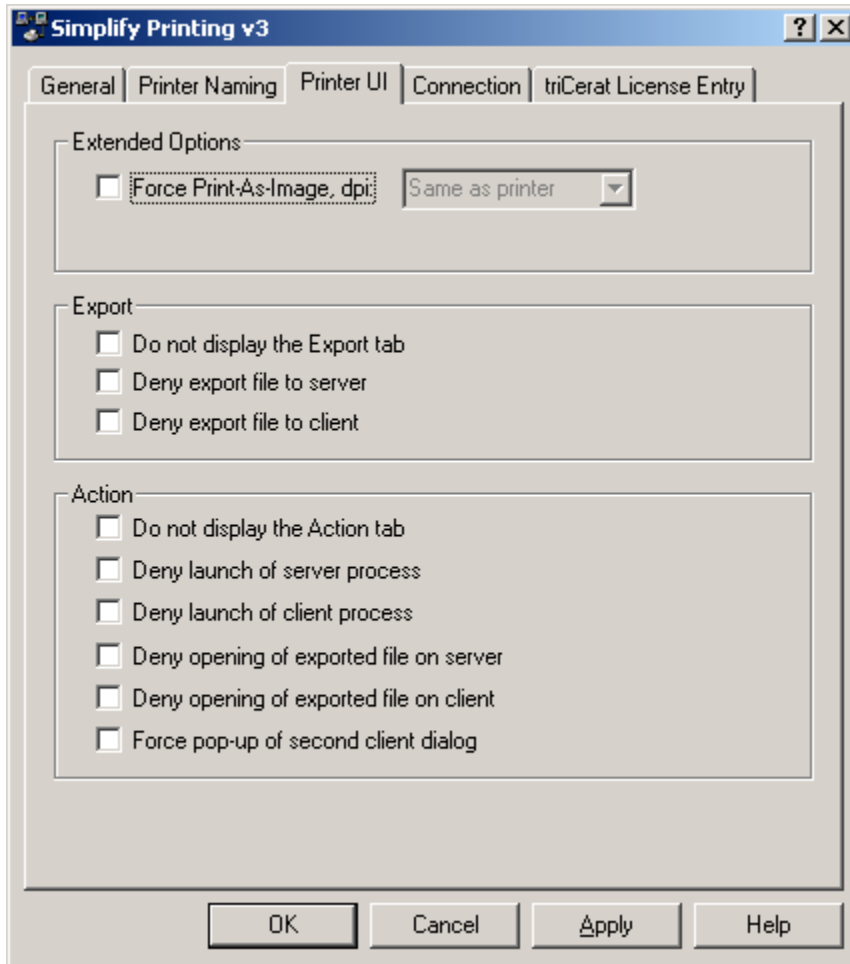 Simplify Printing v3
General Printer Naming Printer UI Connection triCerat License Entry
Extended Options
Force Print-As-Image, dpi: Same as printer
Export
Do not display the Export tab
Deny export file to server
Deny export file to client
Action
Do not display the Action tab
Deny launch of server process
Deny launch of client process
Deny opening of exported file on server
Deny opening of exported file on client
Force pop-up of second client dialog
OK Cancel Apply Help